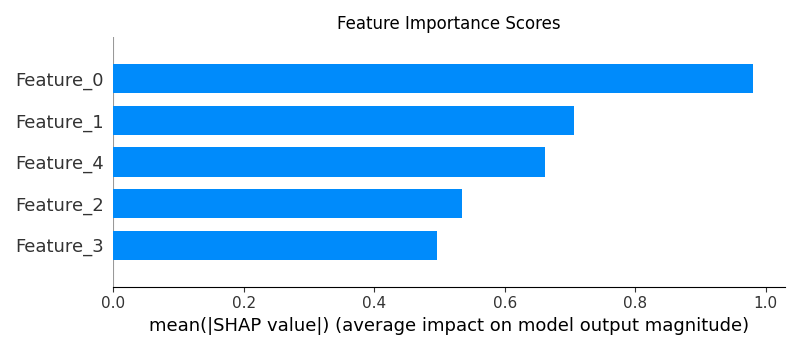 Feature Importance Scores
Feature_0
Feature_1
Feature_4
Feature_2
Feature_3
0.0 0.2 0.4 0.6 0.8 1.0
mean(|SHAP value|) (average impact on model output magnitude)